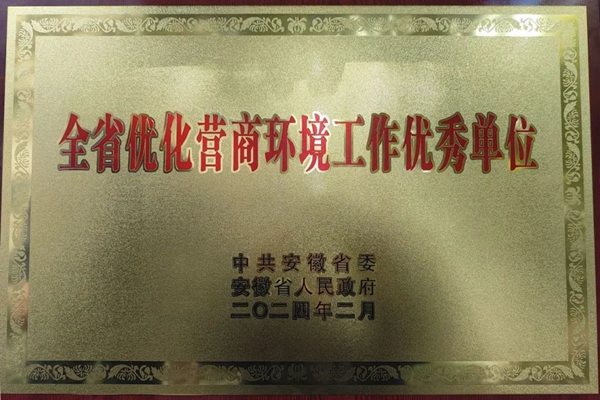 全省优化营商环境工作优秀单位
中共安徽省委
安徽省人民政府
二〇二四年二月